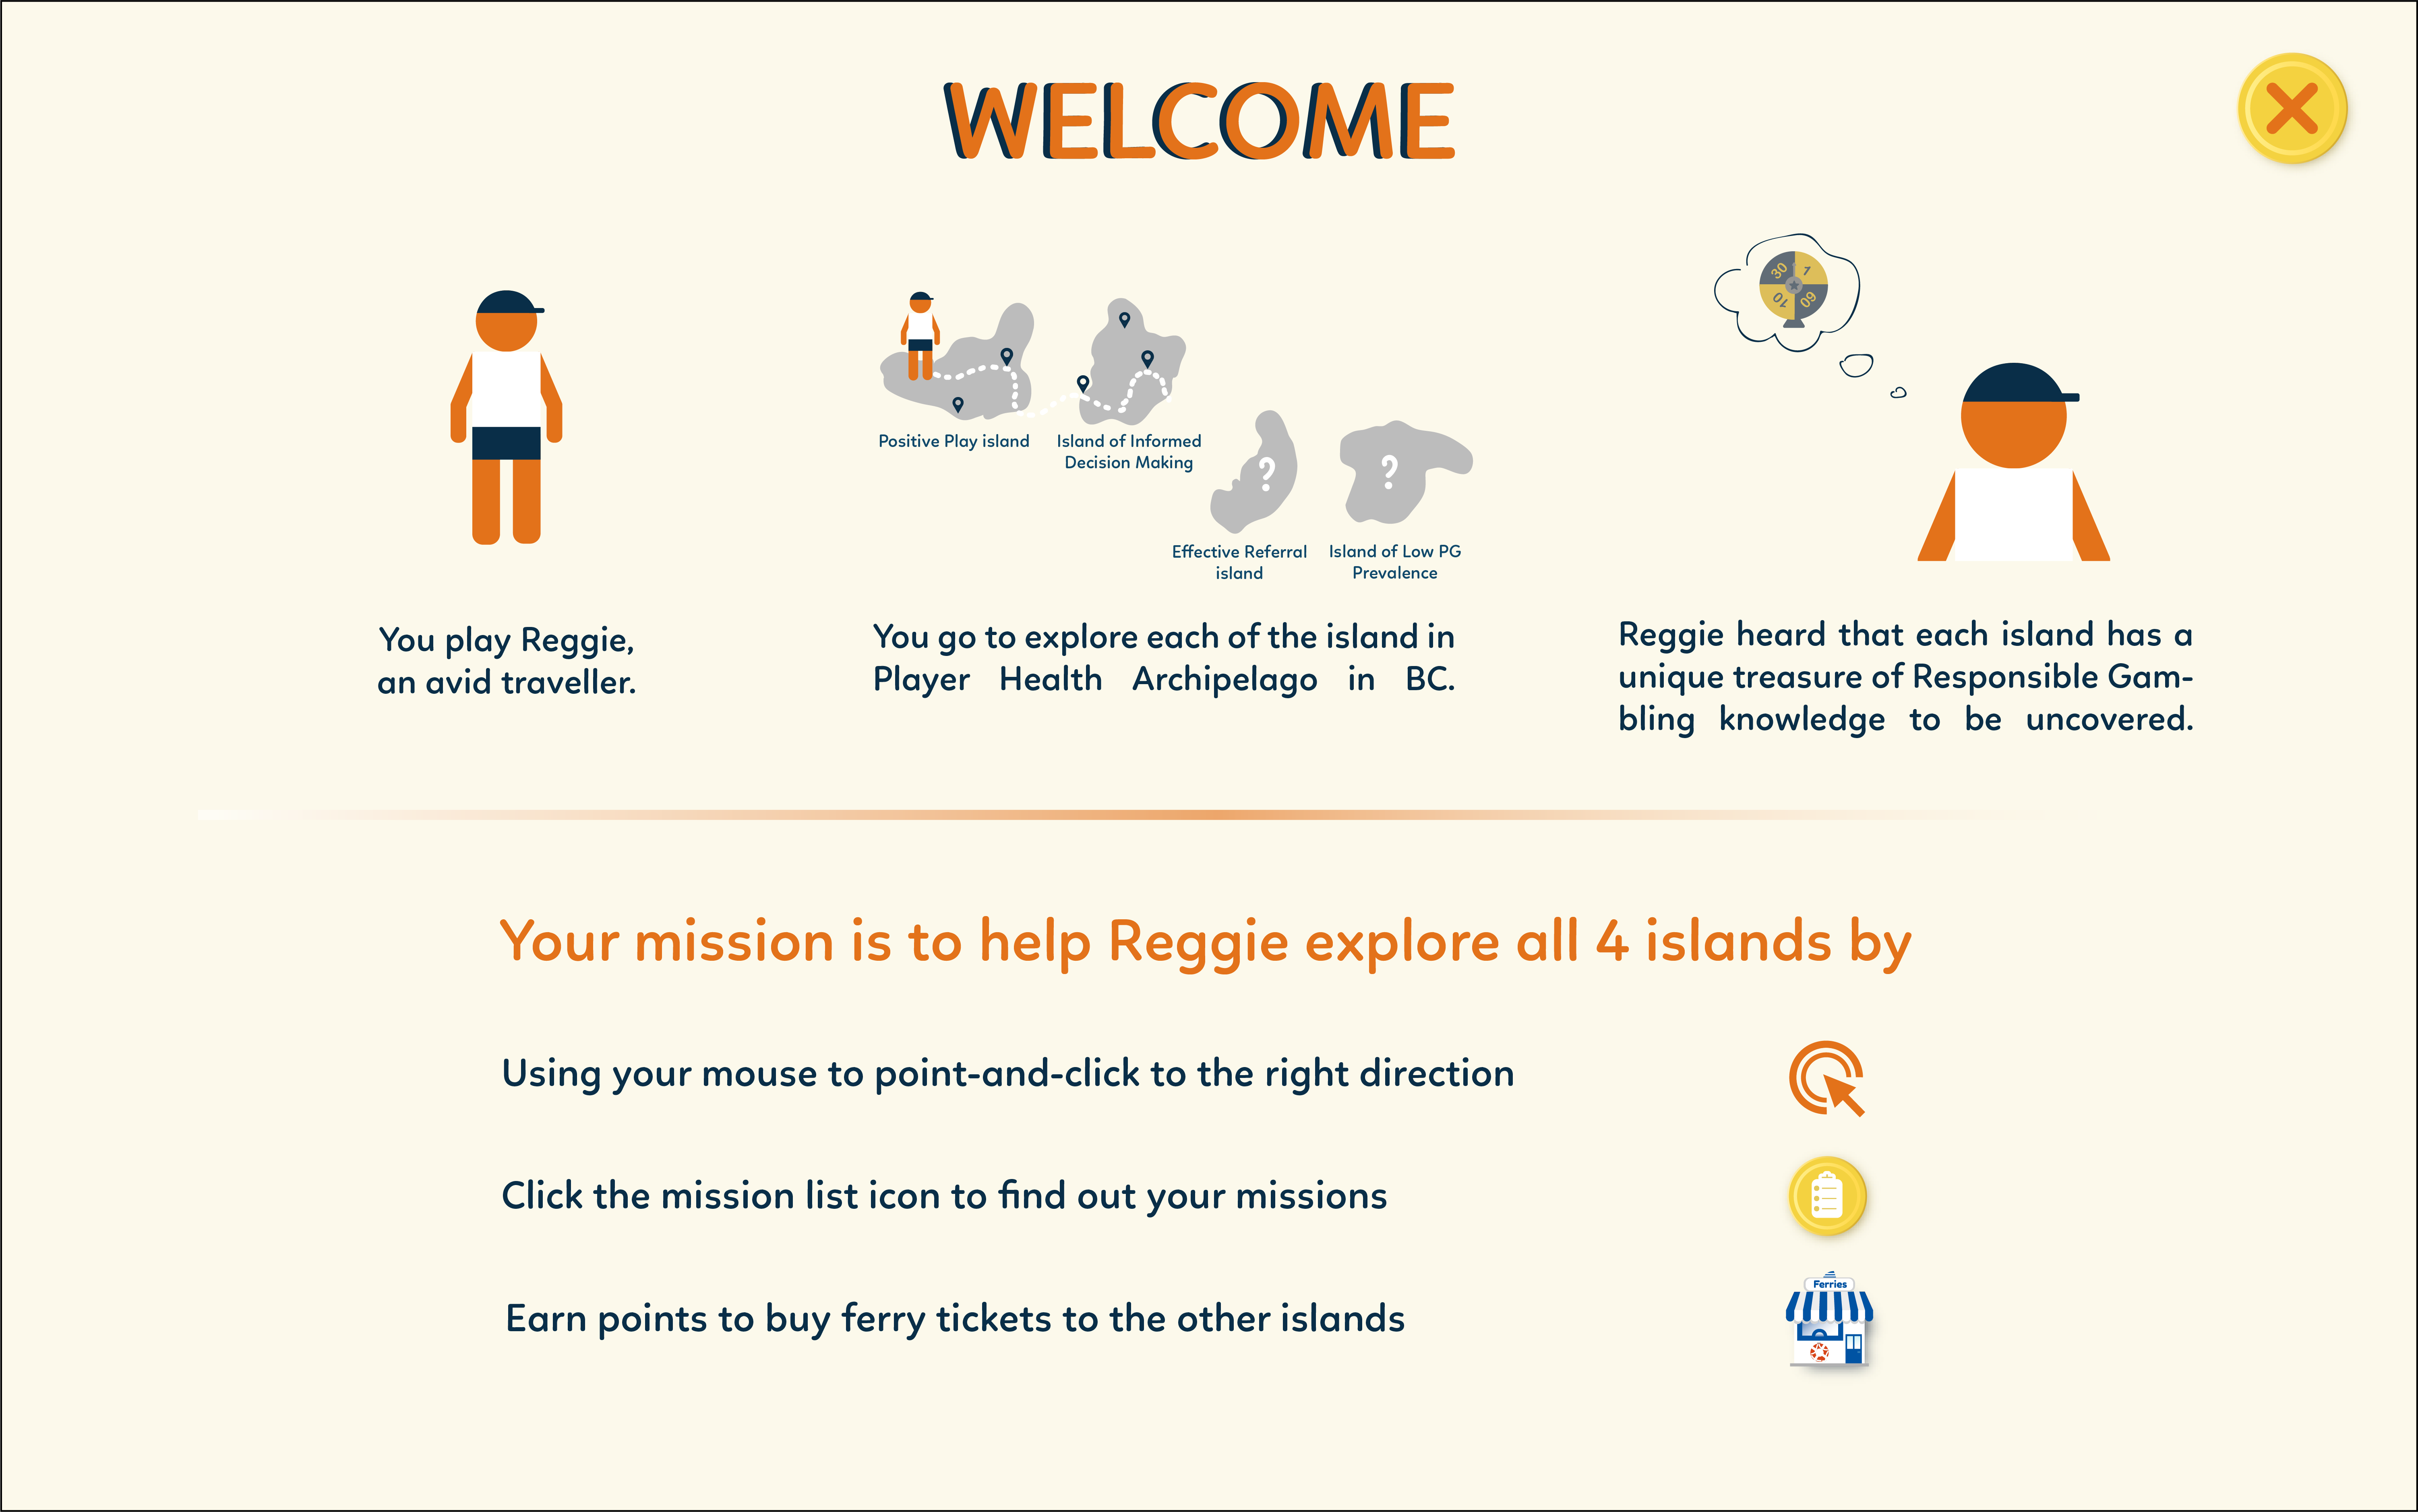 WELCOME
30
1
10
60
Positive Play island
Island of Informed
Decision Making
?
?
Effective Referral
island
Island of Low PG
Prevalence
You play Reggie,
an avid traveller.
You go to explore each of the island in
Player Health Archipelago in BC.
Reggie heard that each island has a
unique treasure of Responsible Gam-
bling knowledge to be uncovered.
Your mission is to help Reggie explore all 4 islands by
Using your mouse to point-and-click to the right direction
Click the mission list icon to find out your missions
Ferries
Earn points to buy ferry tickets to the other islands